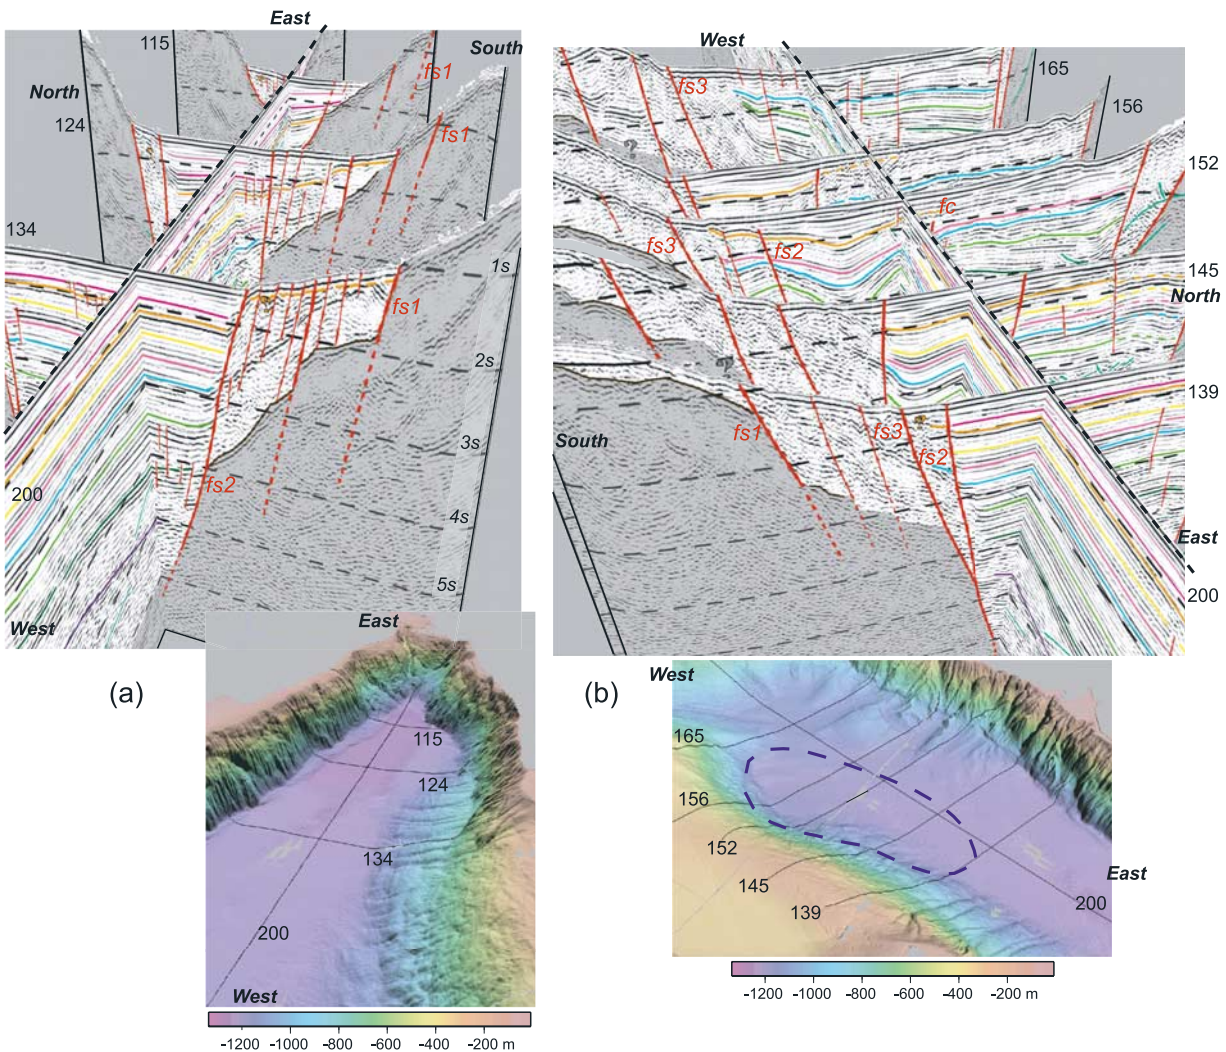 East
115
South
fs1
North
124
fs1
134
1s
fs1
2s
3s
fs2
200
4s
5s
West
West
165
fs3
156
?
152
fc
fs3
fs2
145
North
?
139
fs1
fs3
South
fs2
East
200
(a)
East
115
124
134
200
West
-1200 -1000 -800 -600 -400 -200 m
(b)
West
165
156
152
145
139
East
200
-1200 -1000 -800 -600 -400 -200 m